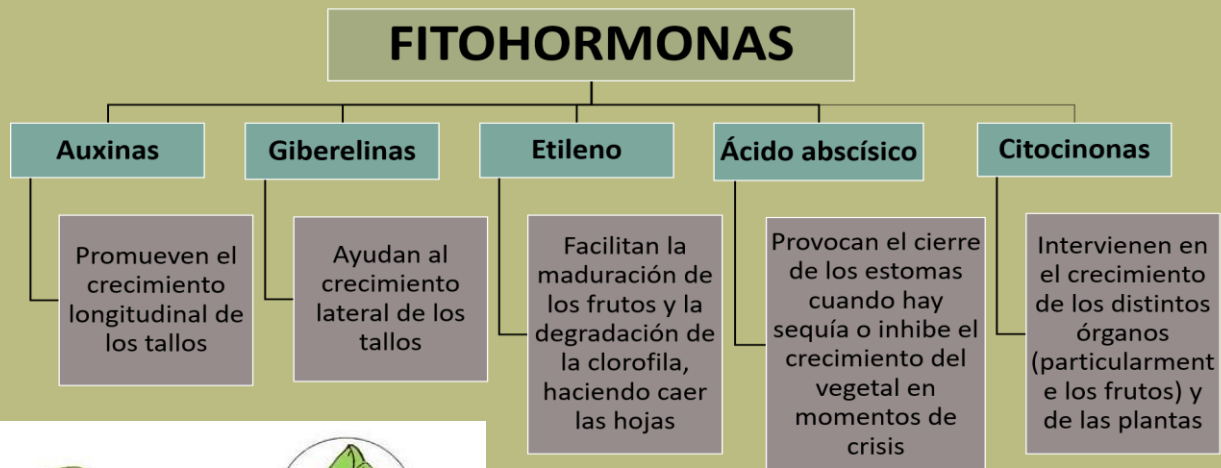 FITOHORMONAS
Auxinas
Giberelinas
Etileno
Ácido abscísico
Citocinonas
Promueven el
crecimiento
longitudinal de
los tallos
Ayudan al
crecimiento
lateral de los
tallos
Facilitan la
maduración de
los frutos y la
degradación de
la clorofila,
haciendo caer
las hojas
Provocan el cierre
de los estomas
cuando hay
sequía o inhibe el
crecimiento del
vegetal en
momentos de
crisis
Intervienen en
el crecimiento
de los distintos
órganos
(particularment
e los frutos) y
de las plantas